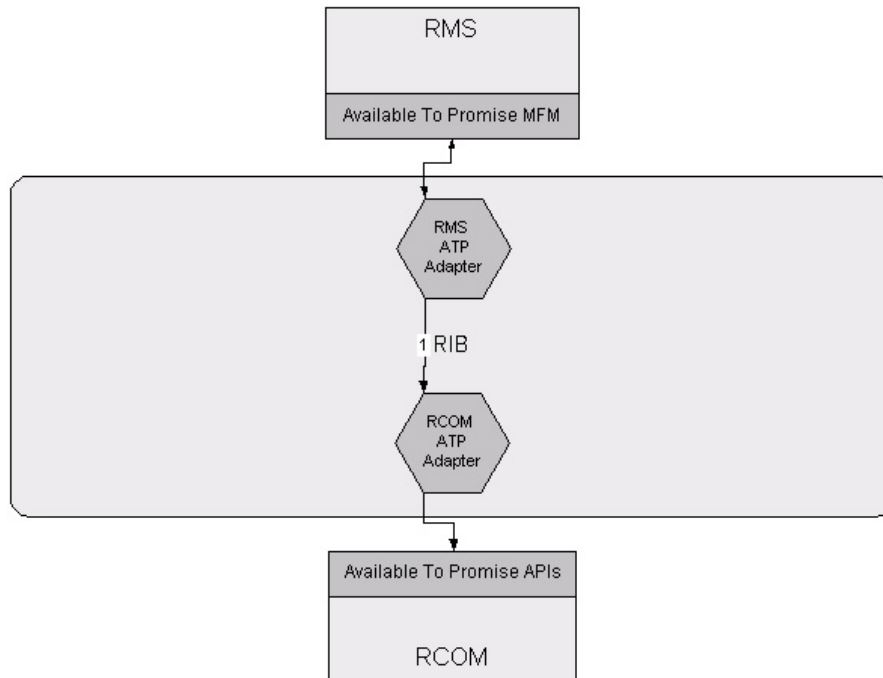 RMS
Available To Promise MFM
RMS
ATP
Adapter
1 RIB
RCOM
ATP
Adapter
Available To Promise APIs
RCOM